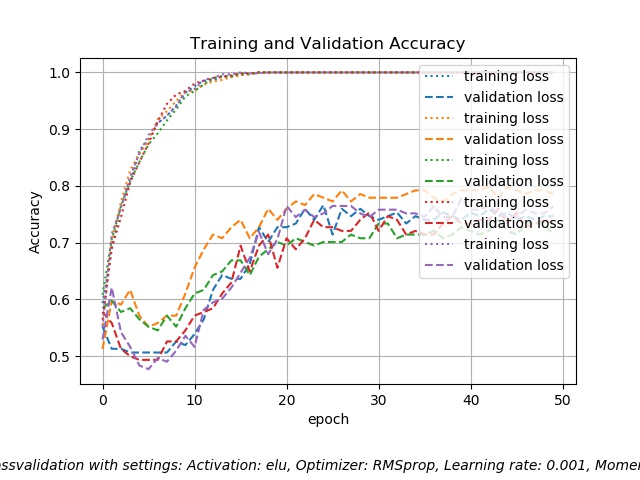 Training and Validation Accuracy
1.0
0.9
0.8
0.7
0.6
0.5
Accuracy
training loss
validation loss
training loss
validation loss
training loss
validation loss
training loss
validation loss
training loss
validation loss
0 10 20 30 40 50
epoch
ssvalidation with settings: Activation: elu, Optimizer: RMSprop, Learning rate: 0.001, Momen